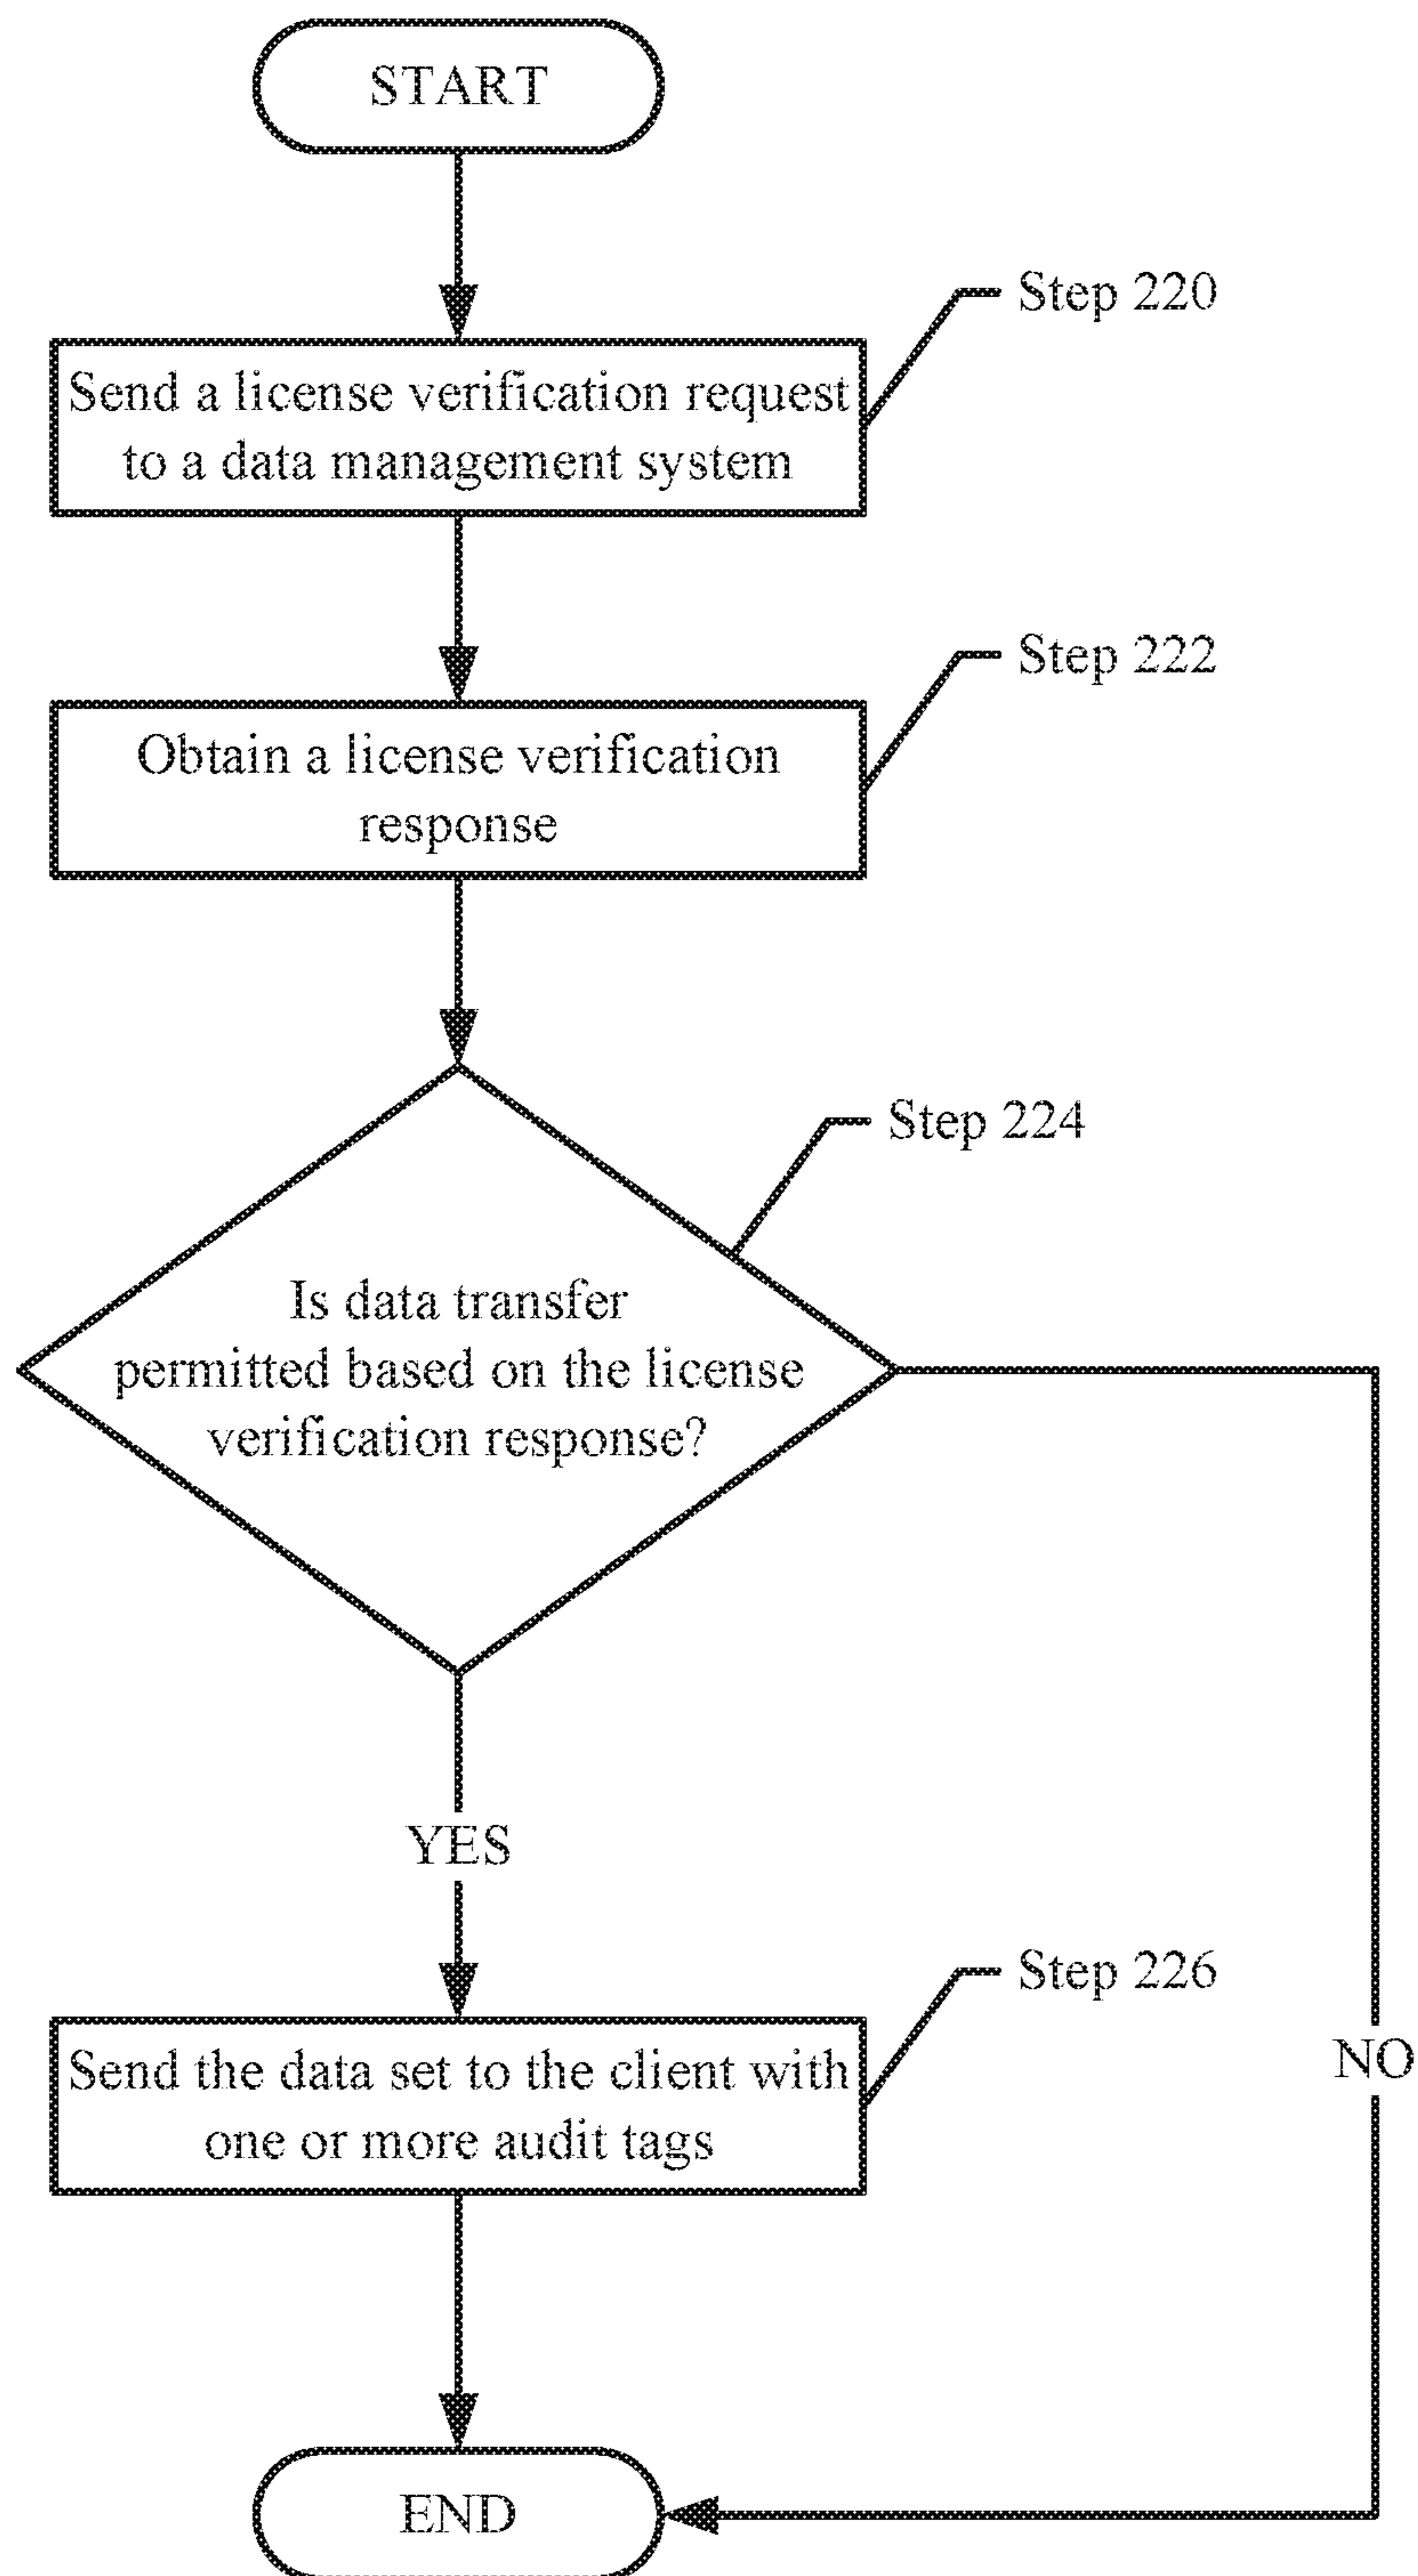 START
Step 220
Send a license verification request
to a data management system
Step 222
Obtain a license verification
response
Step 224
Is data transfer
permitted based on the license
verification response?
YES
Step 226
Send the data set to the client with
one or more audit tags
NO
END